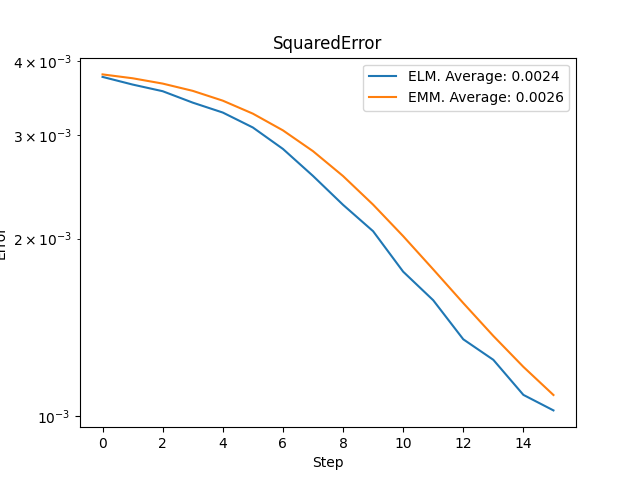 SquaredError
ELM. Average: 0.0024
EMM. Average: 0.0026
4 × 10⁻³
3 × 10⁻³
2 × 10⁻³
10⁻³
Error
0 2 4 6 8 10 12 14
Step